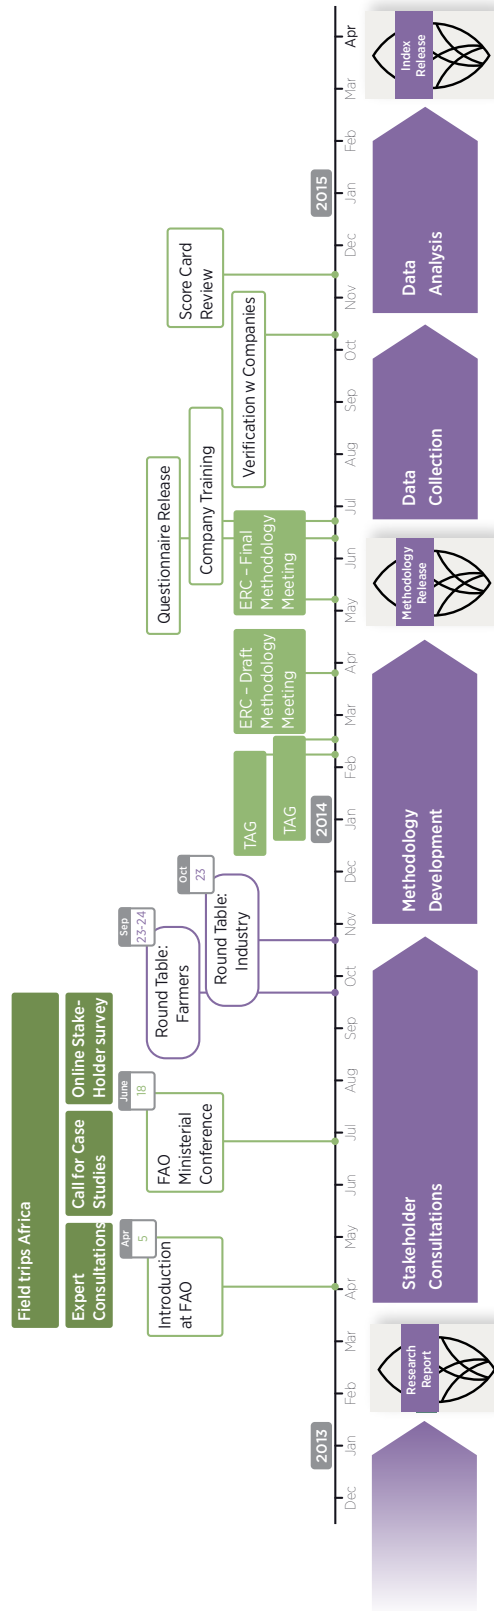 Field trips Africa
Expert
Consultations
Call for Case
Studies
Online Stake-
Holder survey
Apr
5
Introduction
at FAO
June
18
FAO
Ministerial
Conference
Sep
23-24
Round Table:
Farmers
Oct
23
Round Table:
Industry
TAG
TAG
ERC – Draft
Methodology
Meeting
ERC – Final
Methodology
Meeting
Questionnaire Release
Company Training
Verification w Companies
Score Card
Review
2013
2014
2015
Dec
Jan
Feb
Mar
Apr
May
Jun
Jul
Aug
Sep
Oct
Nov
Dec
Jan
Feb
Mar
Apr
May
Jun
Jul
Aug
Sep
Oct
Nov
Dec
Jan
Feb
Mar
Apr
Research
Report
Stakeholder
Consultations
Methodology
Development
Methodology
Release
Data
Collection
Data
Analysis
Index
Release